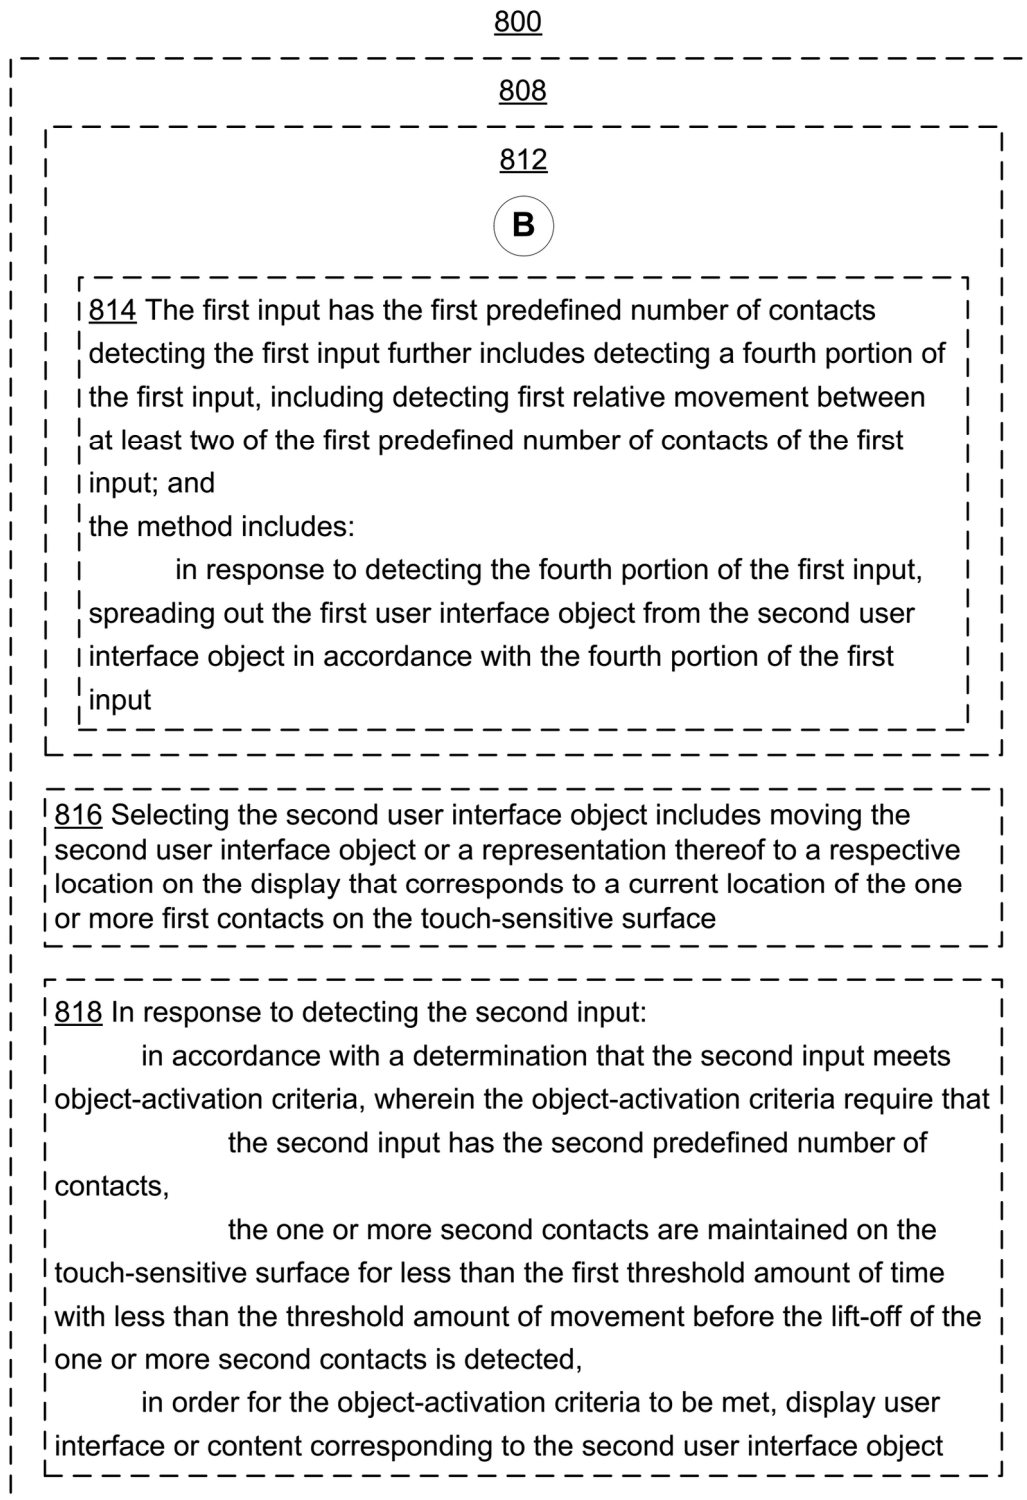 800
808
812
B
814 The first input has the first predefined number of contacts
detecting the first input further includes detecting a fourth portion of
the first input, including detecting first relative movement between
at least two of the first predefined number of contacts of the first
input; and
the method includes:
in response to detecting the fourth portion of the first input,
spreading out the first user interface object from the second user
interface object in accordance with the fourth portion of the first
input
816 Selecting the second user interface object includes moving the
second user interface object or a representation thereof to a respective
location on the display that corresponds to a current location of the one
or more first contacts on the touch-sensitive surface
818 In response to detecting the second input:
in accordance with a determination that the second input meets
object-activation criteria, wherein the object-activation criteria require that
the second input has the second predefined number of
contacts,
the one or more second contacts are maintained on the
touch-sensitive surface for less than the first threshold amount of time
with less than the threshold amount of movement before the lift-off of the
one or more second contacts is detected,
in order for the object-activation criteria to be met, display user
interface or content corresponding to the second user interface object